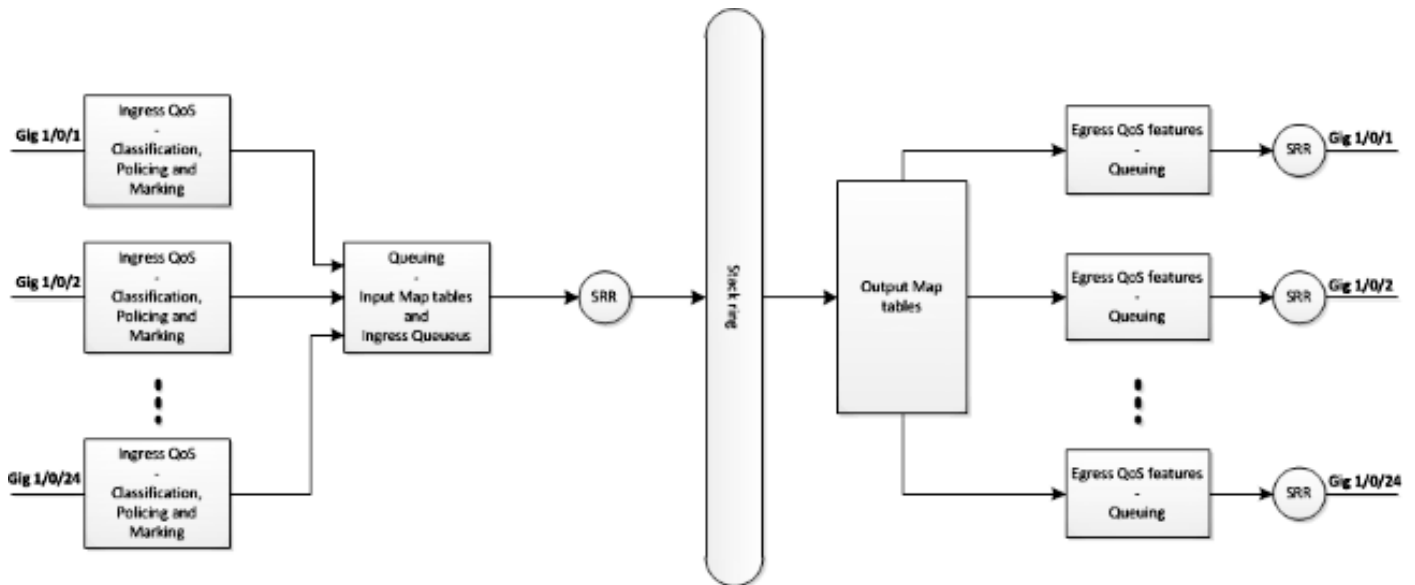 Gig 1/0/1
Ingress QoS
-
Classification,
Policing and
Marking
Gig 1/0/2
Ingress QoS
-
Classification,
Policing and
Marking
Gig 1/0/24
Ingress QoS
-
Classification,
Policing and
Marking
Queuing
-
Input Map tables
and
Ingress Queueus
SRR
Stack ring
Output Map
tables
Egress QoS features
-
Queuing
SRR
Gig 1/0/1
Egress QoS features
-
Queuing
SRR
Gig 1/0/2
Egress QoS features
-
Queuing
SRR
Gig 1/0/24